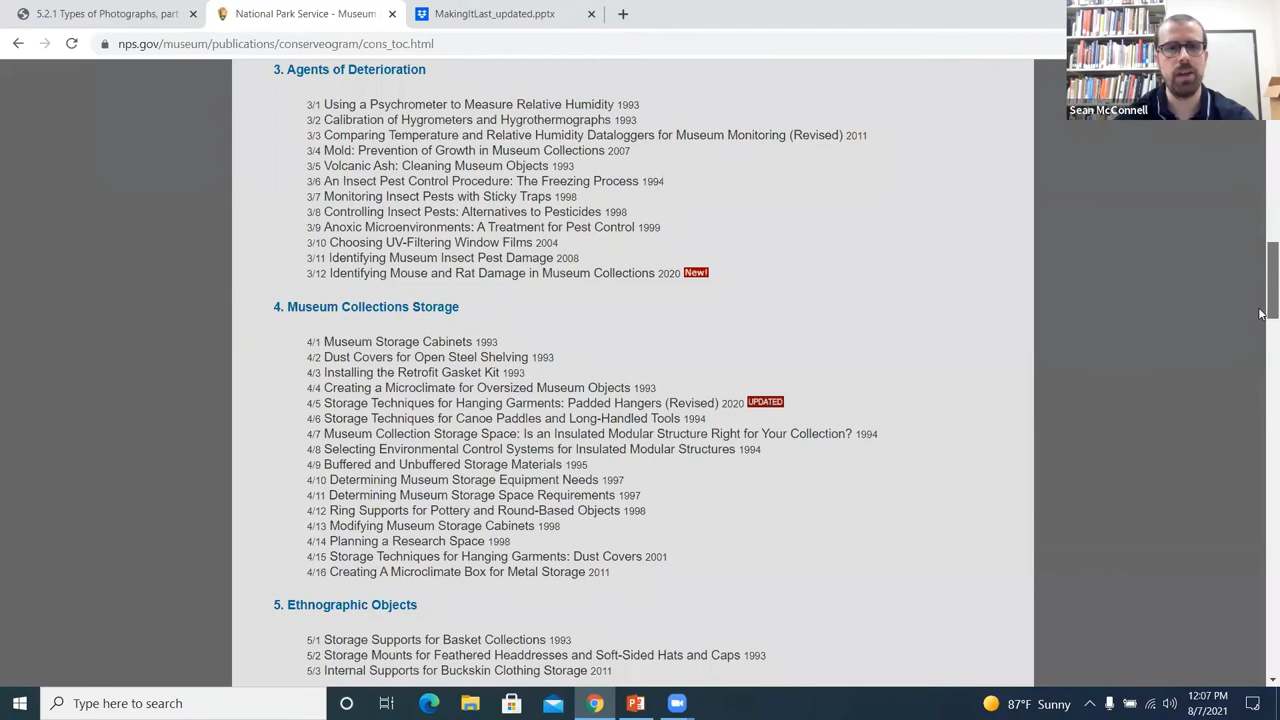 5.2.1 Types of Photographs, part
National Park Service - Museum
MakingItLast_updated.pptx
nps.gov/museum/publications/conserveogram/cons_toc.html
Sean McConnell
3. Agents of Deterioration
3/1 Using a Psychrometer to Measure Relative Humidity 1993
3/2 Calibration of Hygrometers and Hygrothermographs 1993
3/3 Comparing Temperature and Relative Humidity Dataloggers for Museum Monitoring (Revised) 2011
3/4 Mold: Prevention of Growth in Museum Collections 2007
3/5 Volcanic Ash: Cleaning Museum Objects 1993
3/6 An Insect Pest Control Procedure: The Freezing Process 1994
3/7 Monitoring Insect Pests with Sticky Traps 1998
3/8 Controlling Insect Pests: Alternatives to Pesticides 1998
3/9 Anoxic Microenvironments: A Treatment for Pest Control 1999
3/10 Choosing UV-Filtering Window Films 2004
3/11 Identifying Museum Insect Pest Damage 2008
3/12 Identifying Mouse and Rat Damage in Museum Collections 2020 New!
4. Museum Collections Storage
4/1 Museum Storage Cabinets 1993
4/2 Dust Covers for Open Steel Shelving 1993
4/3 Installing the Retrofit Gasket Kit 1993
4/4 Creating a Microclimate for Oversized Museum Objects 1993
4/5 Storage Techniques for Hanging Garments: Padded Hangers (Revised) 2020 UPDATED
4/6 Storage Techniques for Canoe Paddles and Long-Handled Tools 1994
4/7 Museum Collection Storage Space: Is an Insulated Modular Structure Right for Your Collection? 1994
4/8 Selecting Environmental Control Systems for Insulated Modular Structures 1994
4/9 Buffered and Unbuffered Storage Materials 1995
4/10 Determining Museum Storage Equipment Needs 1997
4/11 Determining Museum Storage Space Requirements 1997
4/12 Ring Supports for Pottery and Round-Based Objects 1998
4/13 Modifying Museum Storage Cabinets 1998
4/14 Planning a Research Space 1998
4/15 Storage Techniques for Hanging Garments: Dust Covers 2001
4/16 Creating A Microclimate Box for Metal Storage 2011
5. Ethnographic Objects
5/1 Storage Supports for Basket Collections 1993
5/2 Storage Mounts for Feathered Headdresses and Soft-Sided Hats and Caps 1993
5/3 Internal Supports for Buckskin Clothing Storage 2011
Type here to search
87°F Sunny
12:07 PM
8/7/2021